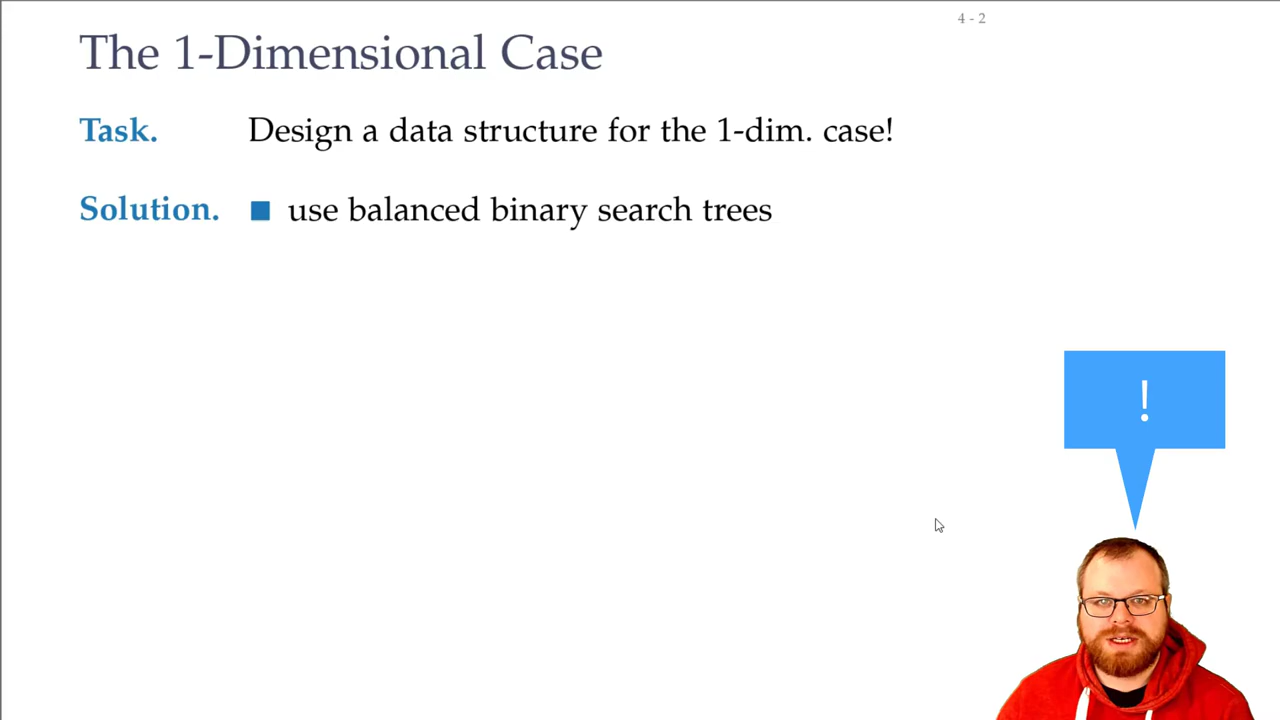 4 - 2
The 1-Dimensional Case
Task. Design a data structure for the 1-dim. case!
Solution. ■ use balanced binary search trees
!